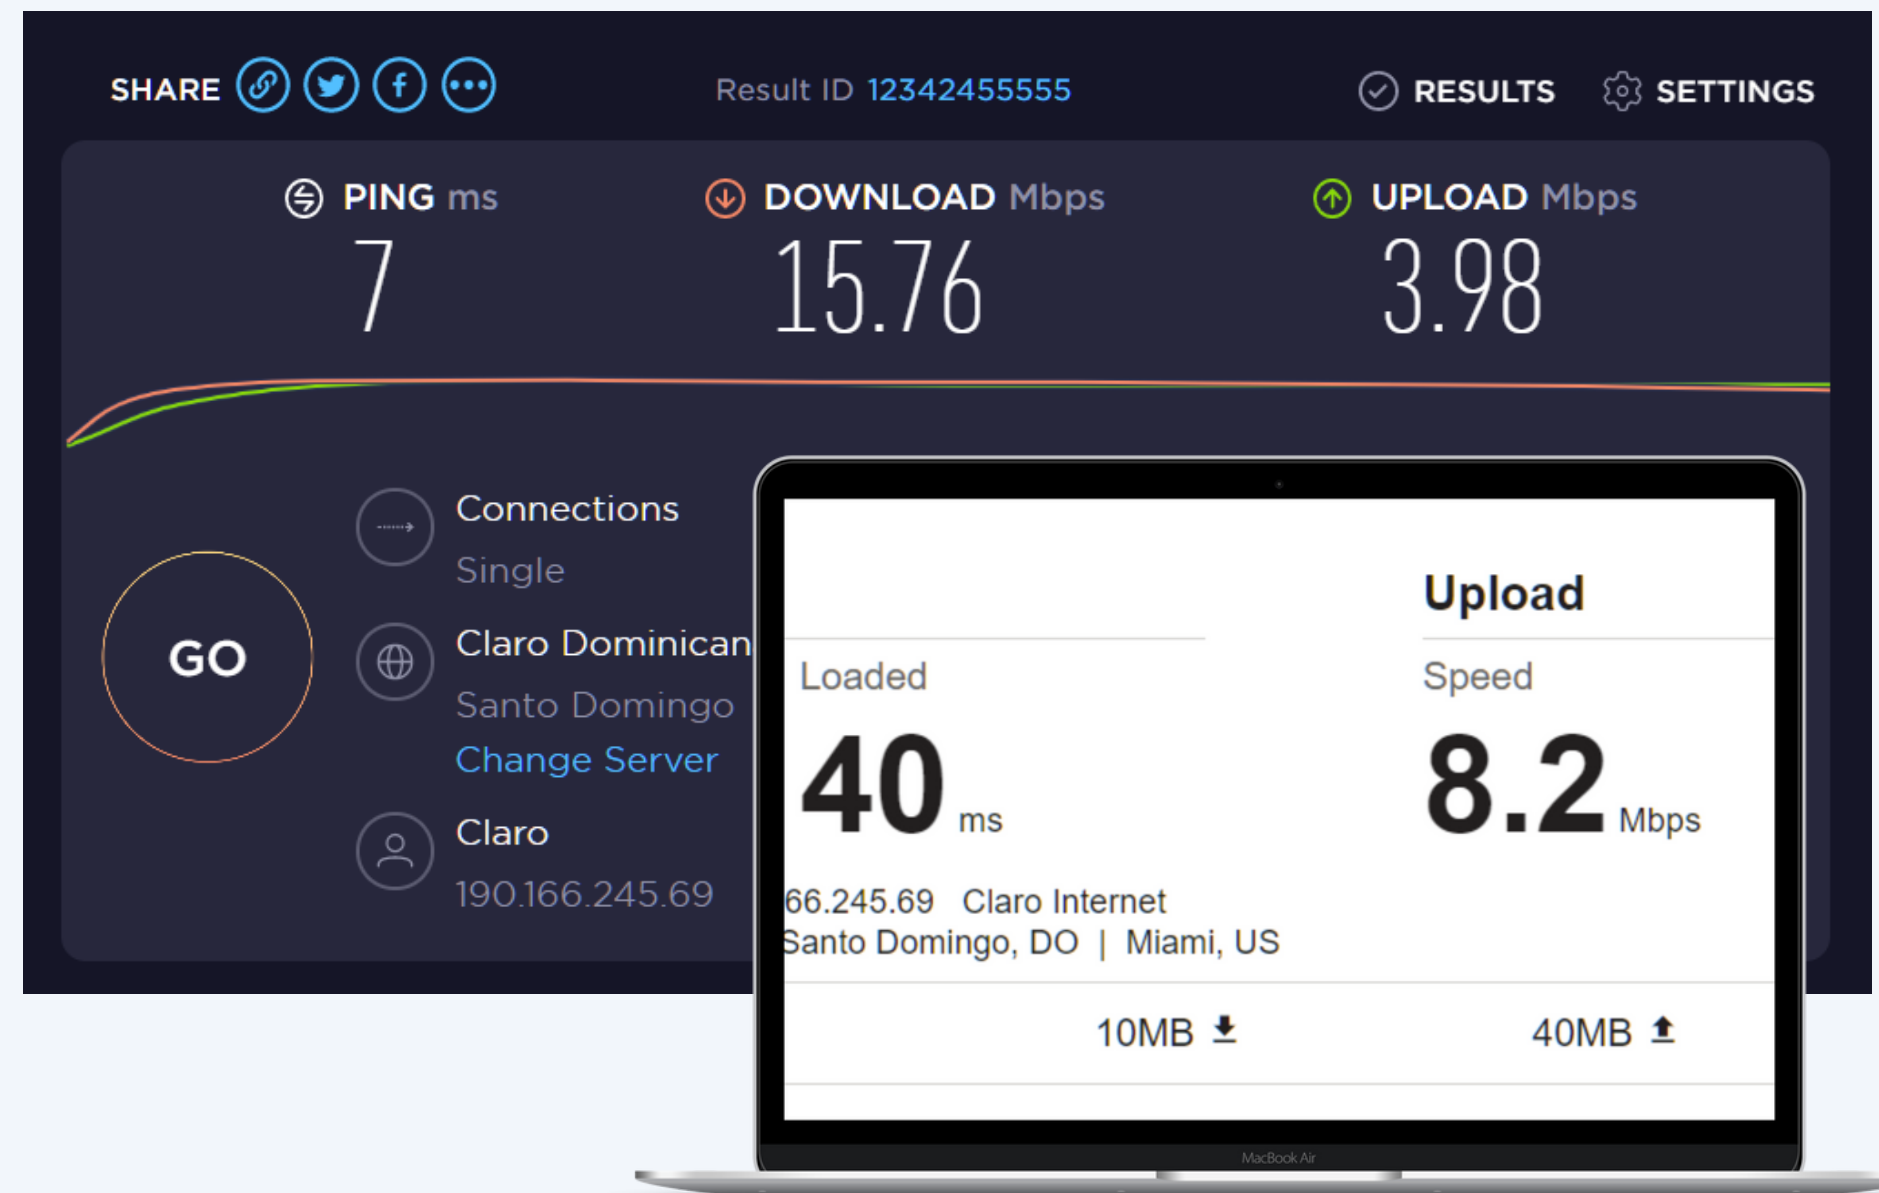 SHARE Result ID 12342455555 RESULTS SETTINGS
PING ms DOWNLOAD Mbps UPLOAD Mbps
7 15.76 3.98
Connections
Single
GO
Claro Dominican
Santo Domingo
Change Server
Claro
190.166.245.69
Upload
Loaded Speed
40 ms 8.2 Mbps
66.245.69 Claro Internet
Santo Domingo, DO | Miami, US
10MB 40MB
MacBook Air